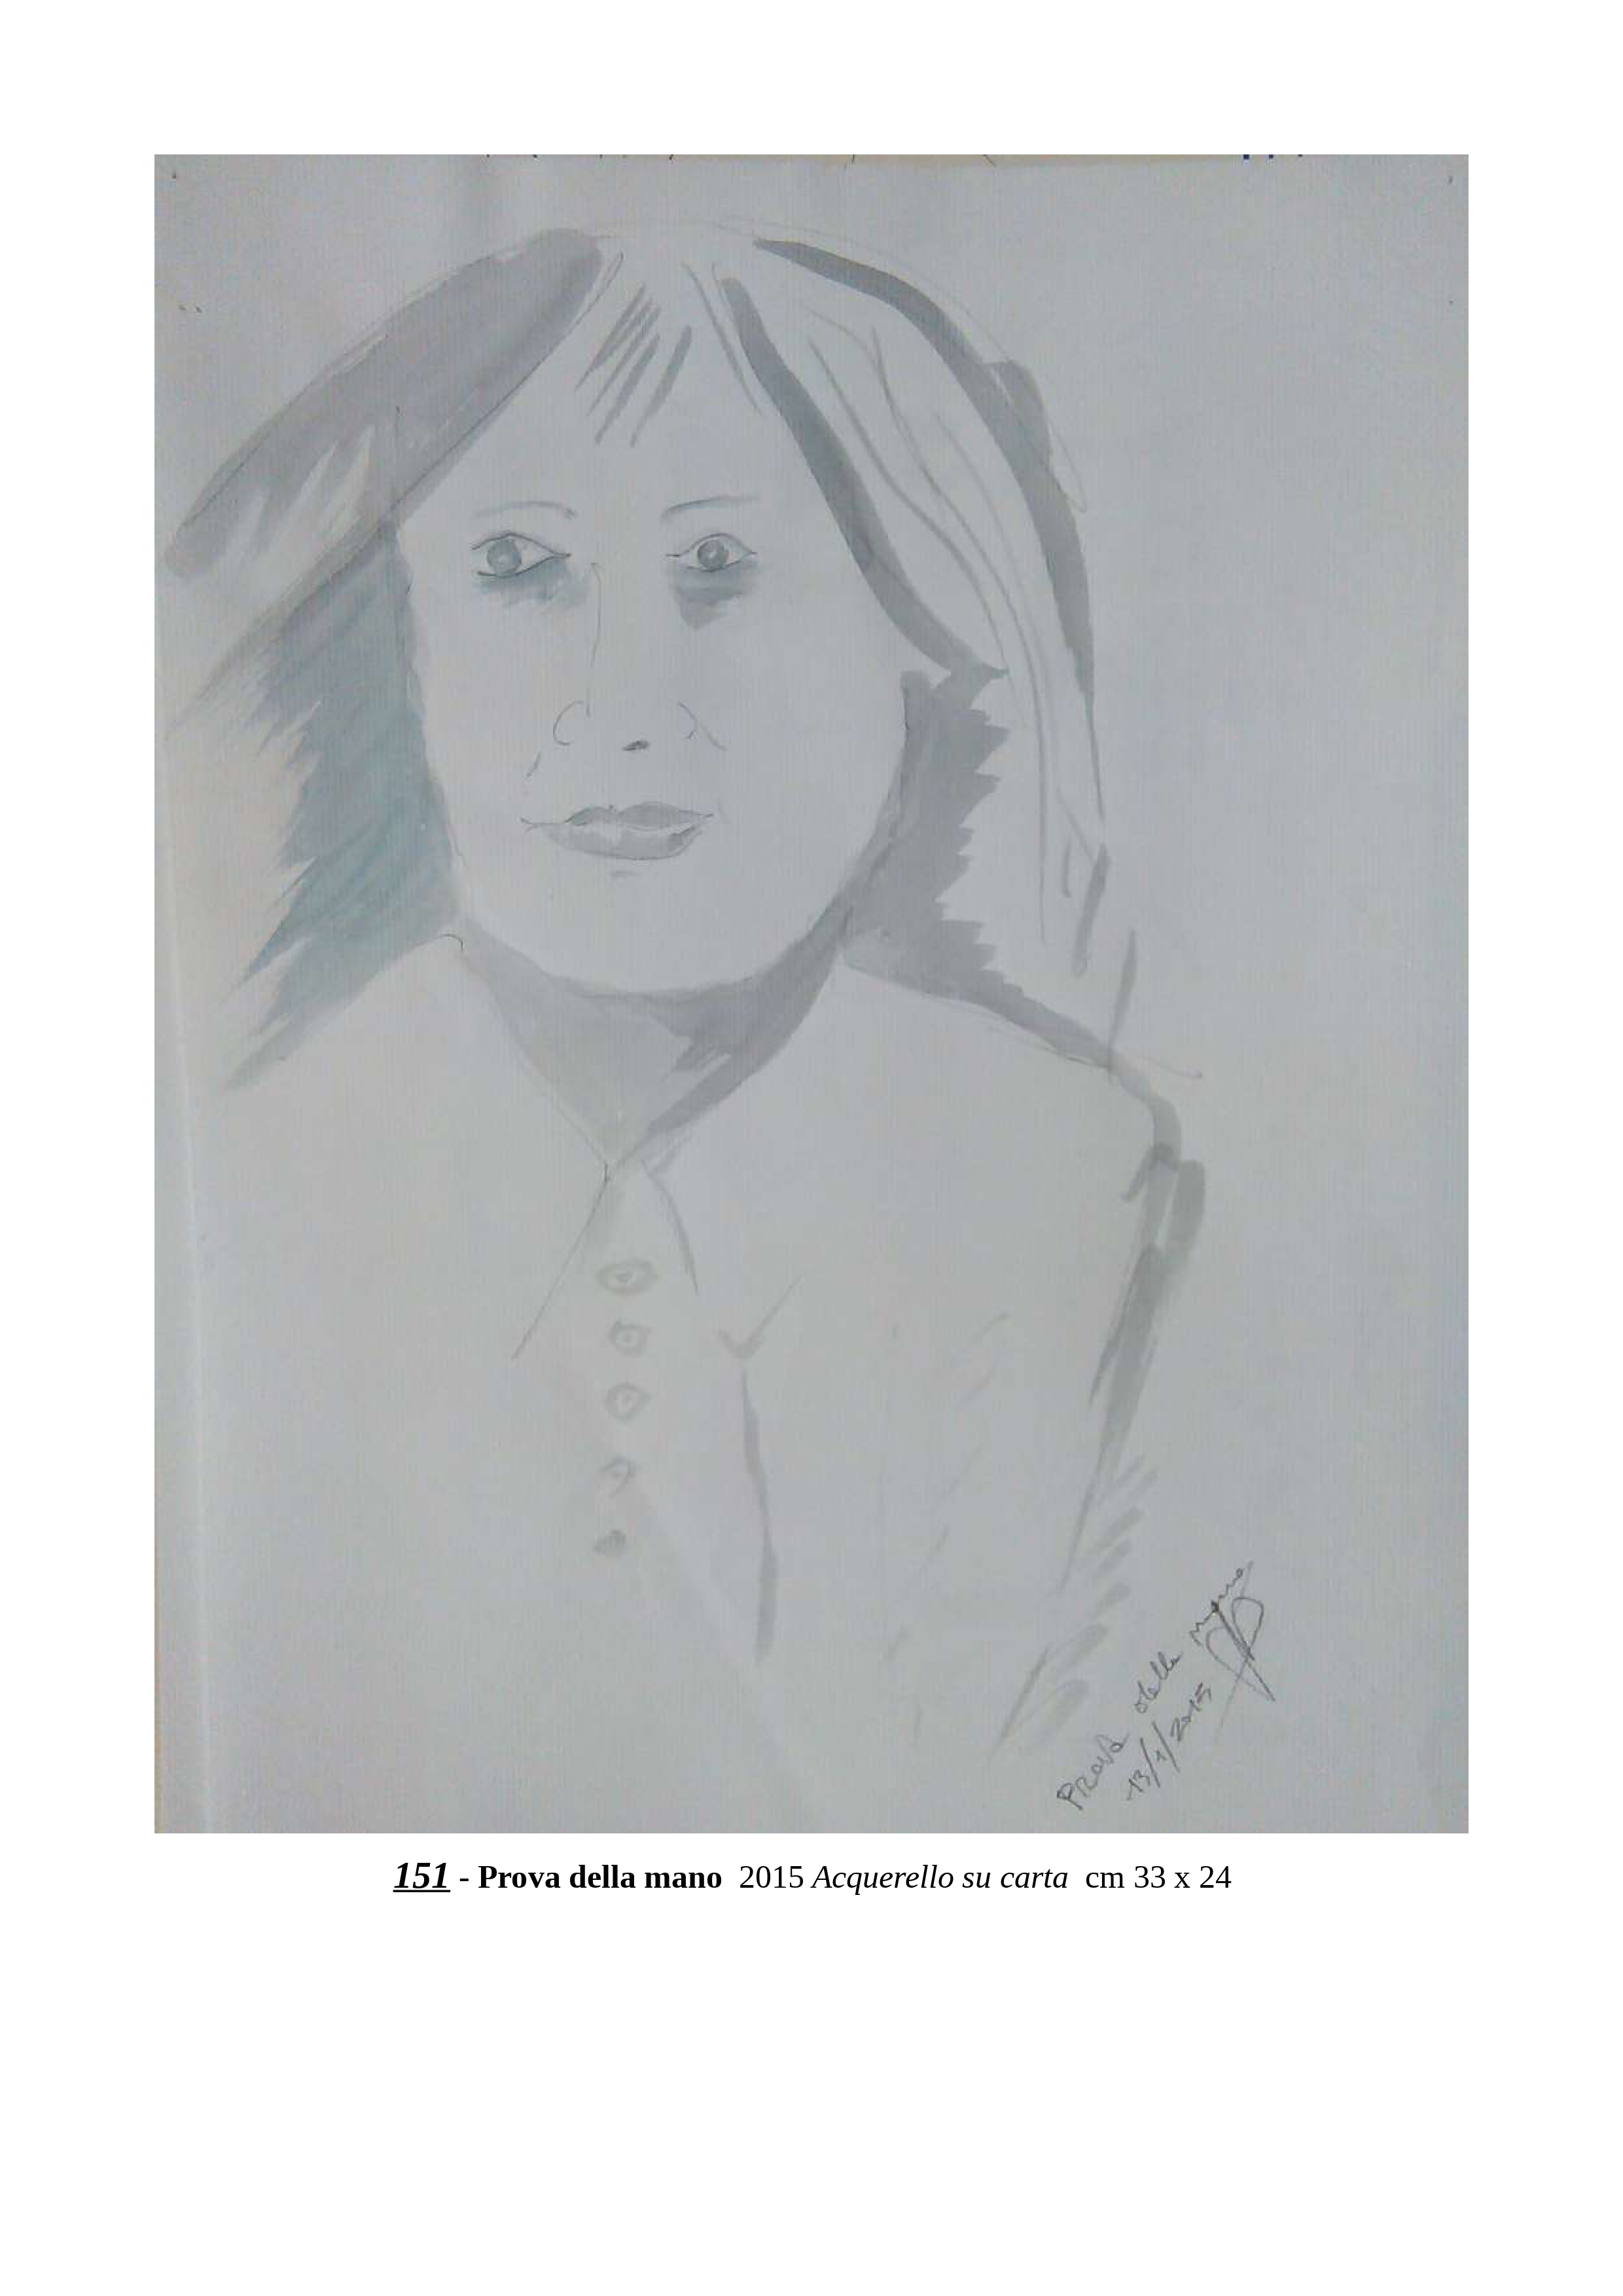 Prova della mano
13/1/2015
151 - Prova della mano 2015 Acquerello su carta cm 33 x 24